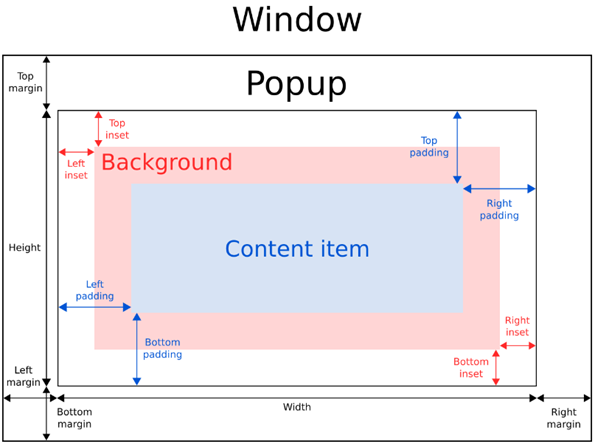 Window
Popup
Top
margin
Top
inset
Top
padding
Background
Left
inset
Right
padding
Height
Content item
Left
padding
Bottom
padding
Right
inset
Bottom
inset
Left
margin
Bottom
margin
Width
Right
margin